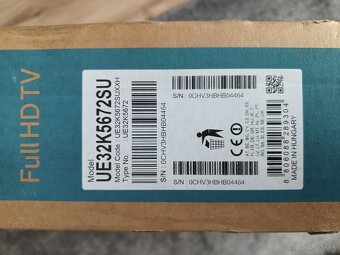 Full HD TV
Model
UE32K5672SU
Model Code : UE32K5672SUXXH
Type No. : UE32K5672
S/N : 0CHV3HBHB04464
S/N : 0CHV3HBHB04464
S/N : 0CHV3HBHB04464
8 806088 289304
MADE IN HUNGARY